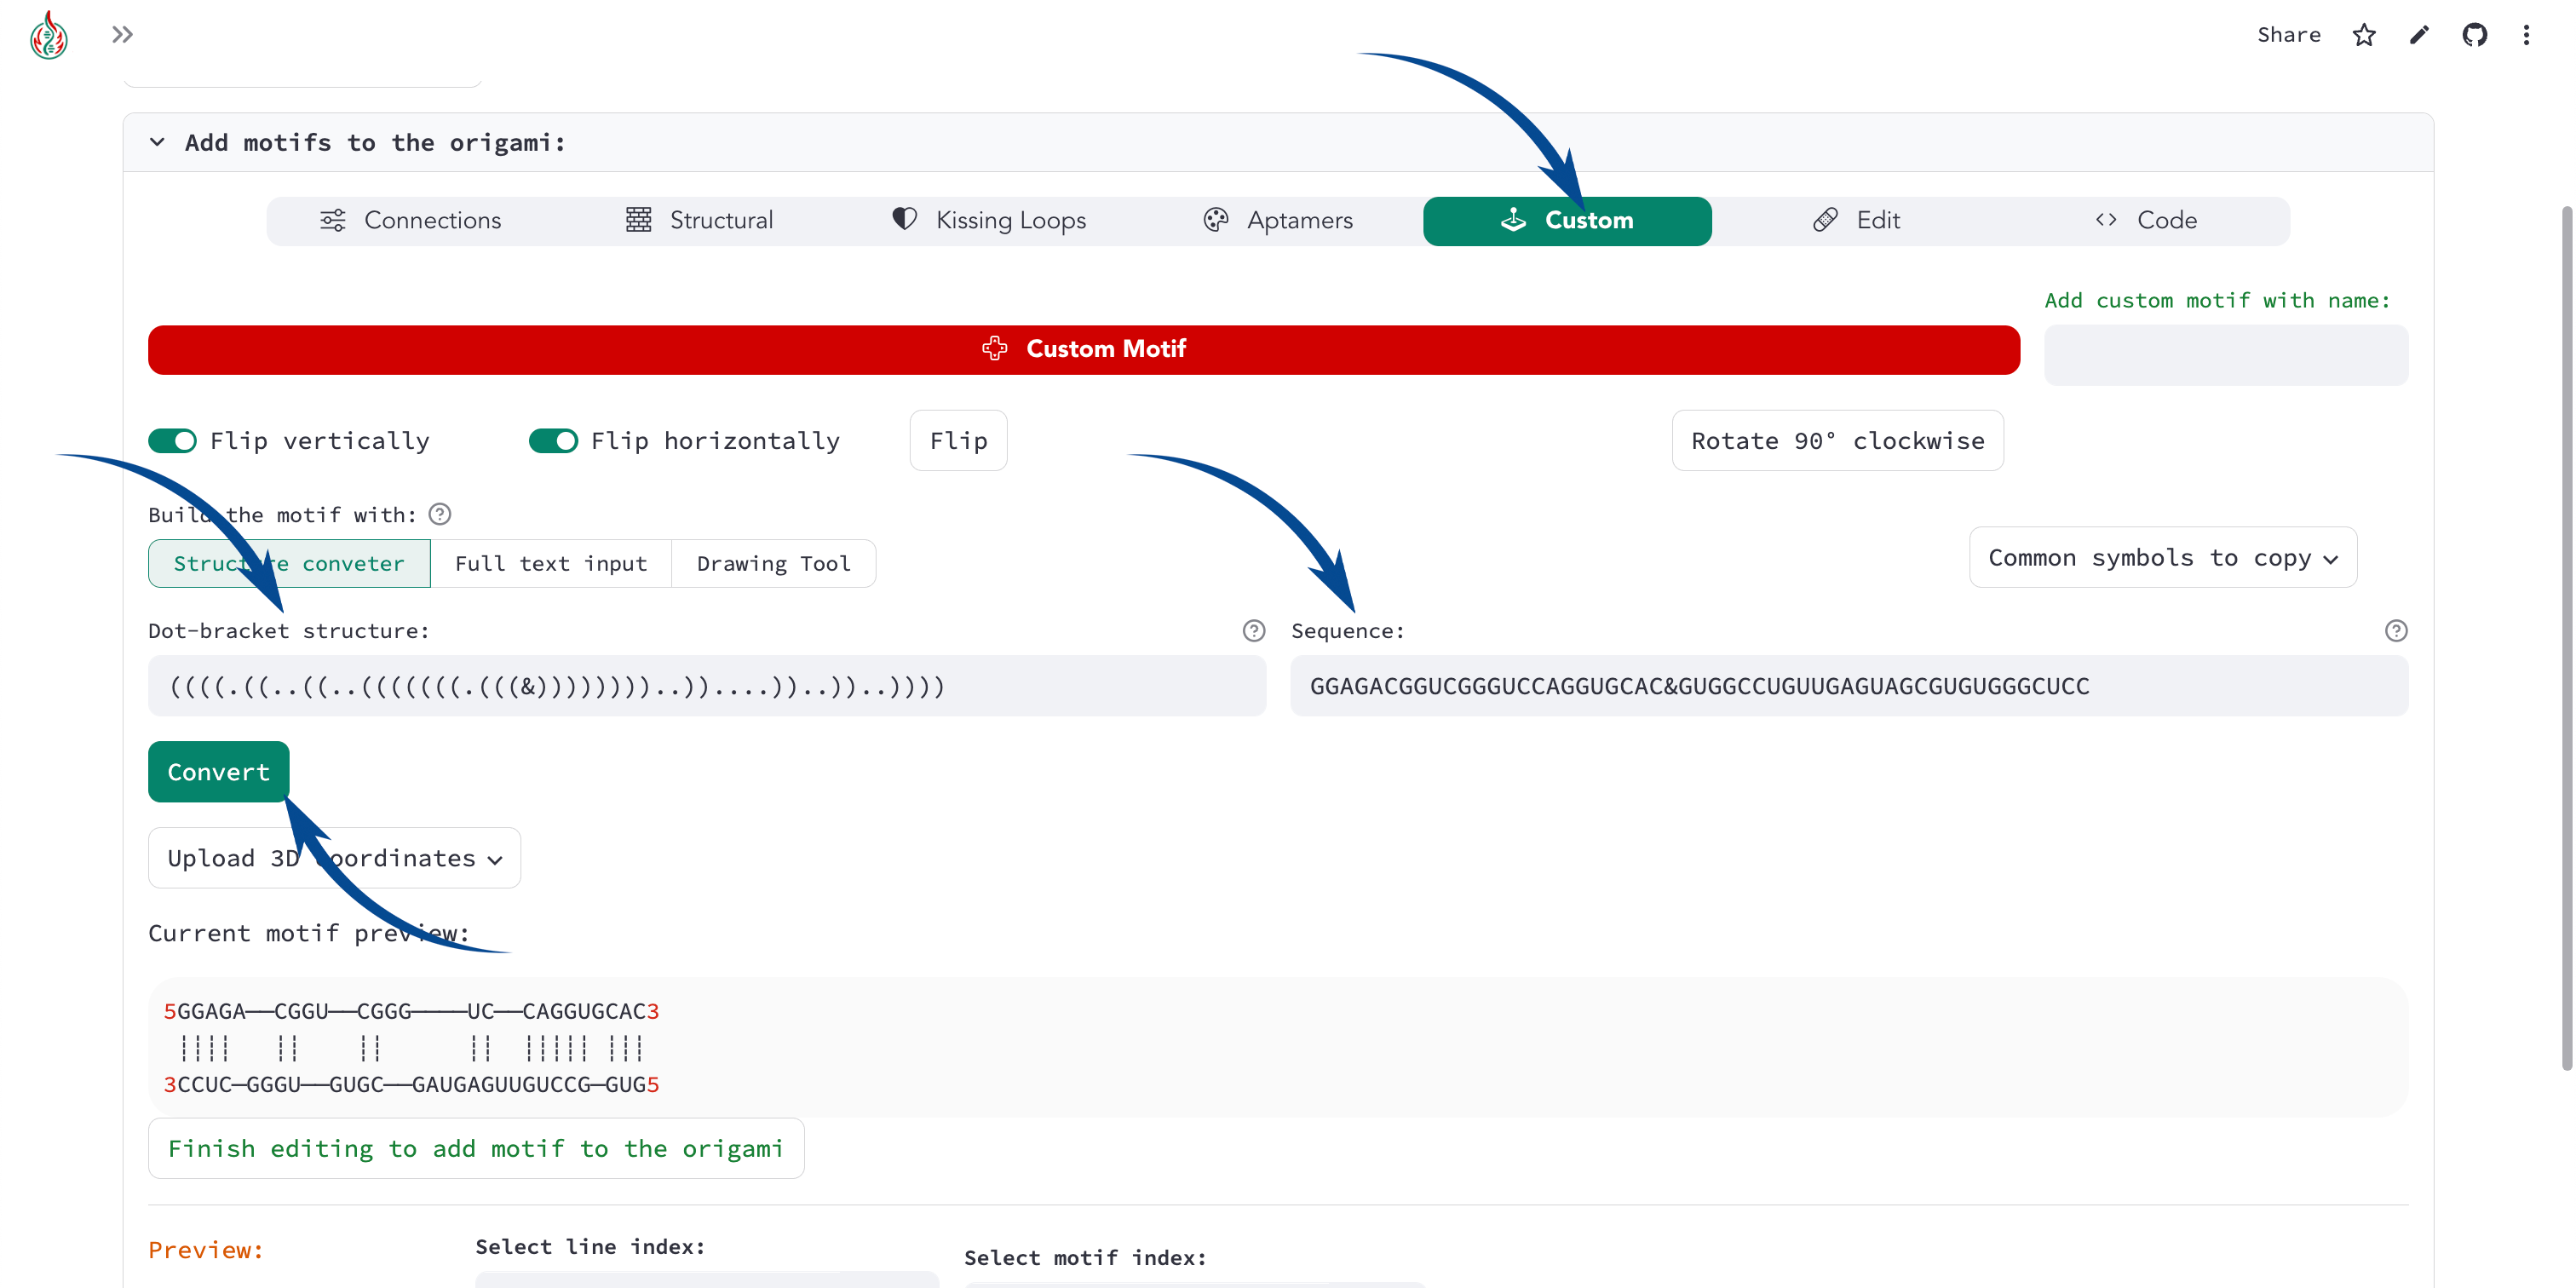 Share
Add motifs to the origami:
Connections Structural Kissing Loops Aptamers Custom Edit Code
Add custom motif with name:
Custom Motif
Flip vertically Flip horizontally Flip Rotate 90° clockwise
Build the motif with:
Structure conveter Full text input Drawing Tool Common symbols to copy
Dot-bracket structure: Sequence:
((((.((..((..(((((((.(((&))))))))..))....))..))..)))) GGAGACGGUCGGGUCCAGGUGCAC&GUGGCCUGUUGAGUAGCGUGUGGGCUCC
Convert
Upload 3D coordinates
Current motif preview:
5GGAGA——CGGU——CGGG————UC——CAGGUGCAC3
┊┊┊┊ ┊┊ ┊┊ ┊┊ ┊┊┊┊┊ ┊┊┊
3CCUC—GGGU——GUGC——GAUGAGUUGUCCG—GUG5
Finish editing to add motif to the origami
Preview: Select line index: Select motif index: